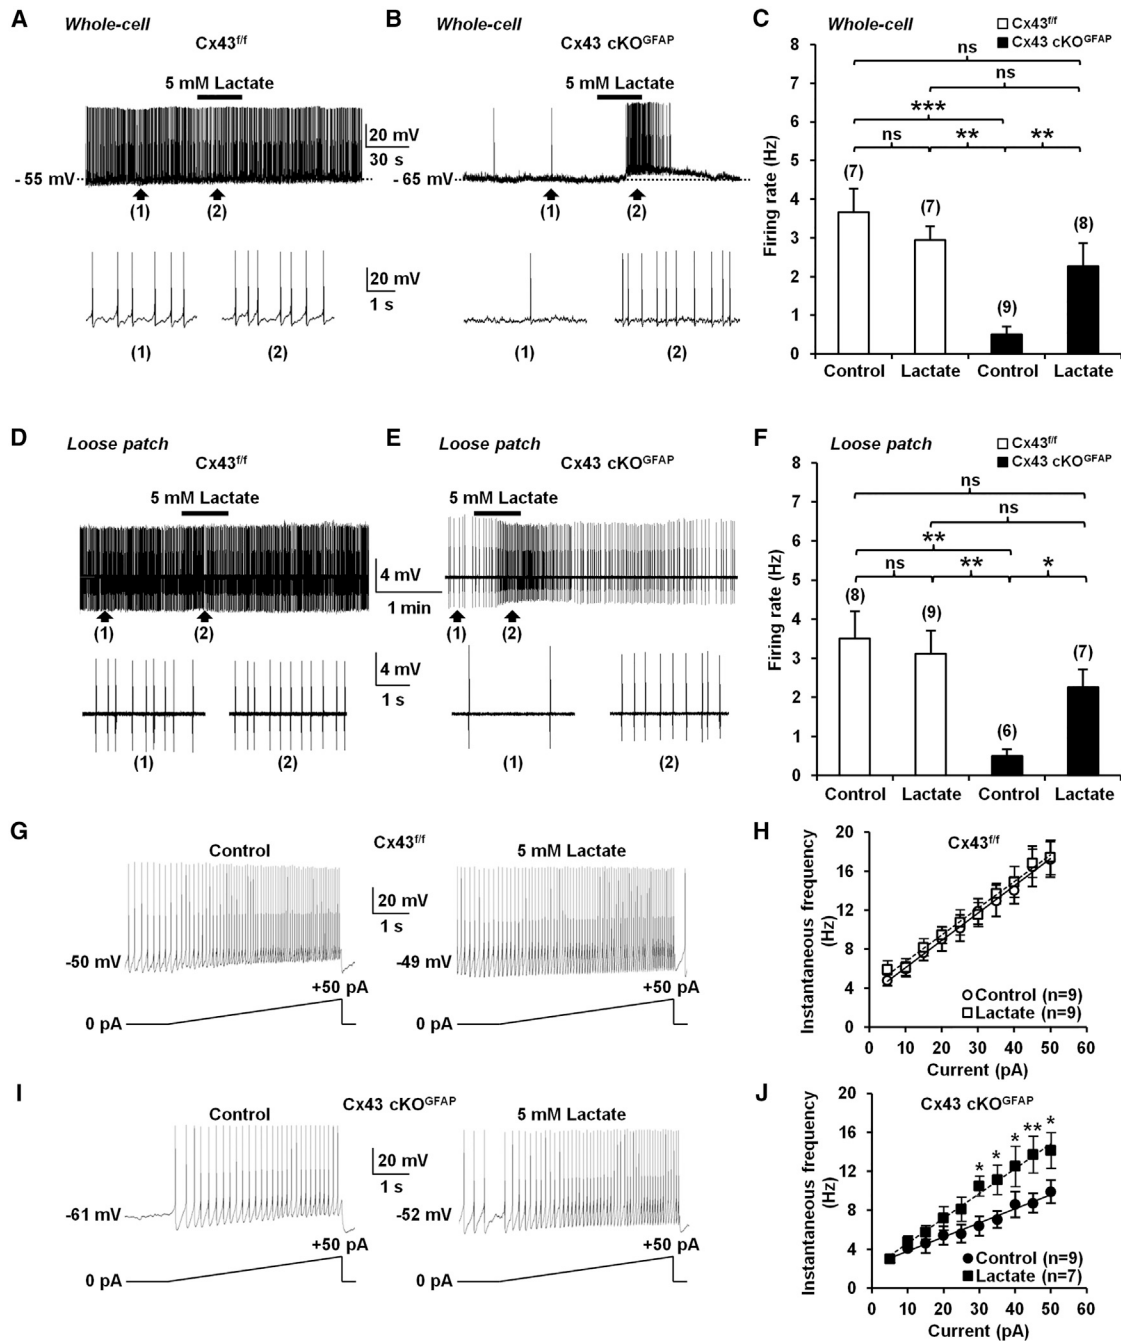 A Whole-cell
Cx43f/f
5 mM Lactate
20 mV
30 s
- 55 mV
(1) (2)
20 mV
1 s
(1) (2)
B Whole-cell
Cx43 cKOGFAP
5 mM Lactate
- 65 mV
(1) (2)
(1) (2)
C Whole-cell
Cx43f/f
Cx43 cKOGFAP
Firing rate (Hz)
8
7
6
5
4
3
2
1
0
ns
ns
***
ns ** **
(7) (7) (9) (8)
Control Lactate Control Lactate
D Loose patch
Cx43f/f
5 mM Lactate
4 mV
1 min
(1) (2)
4 mV
1 s
(1) (2)
E Loose patch
Cx43 cKOGFAP
5 mM Lactate
(1) (2)
(1) (2)
F Loose patch
Cx43f/f
Cx43 cKOGFAP
Firing rate (Hz)
8
7
6
5
4
3
2
1
0
ns
ns
**
ns ** *
(8) (9) (6) (7)
Control Lactate Control Lactate
G Cx43f/f
Control 5 mM Lactate
20 mV
1 s
-50 mV -49 mV
+50 pA +50 pA
0 pA 0 pA
H Cx43f/f
Instantaneous frequency
(Hz)
20
16
12
8
4
0
Control (n=9)
Lactate (n=9)
0 10 20 30 40 50 60
Current (pA)
I Cx43 cKOGFAP
Control 5 mM Lactate
20 mV
1 s
-61 mV -52 mV
+50 pA +50 pA
0 pA 0 pA
J Cx43 cKOGFAP
Instantaneous frequency
(Hz)
20
16
12
8
4
0
* * * ** *
Control (n=9)
Lactate (n=7)
0 10 20 30 40 50 60
Current (pA)